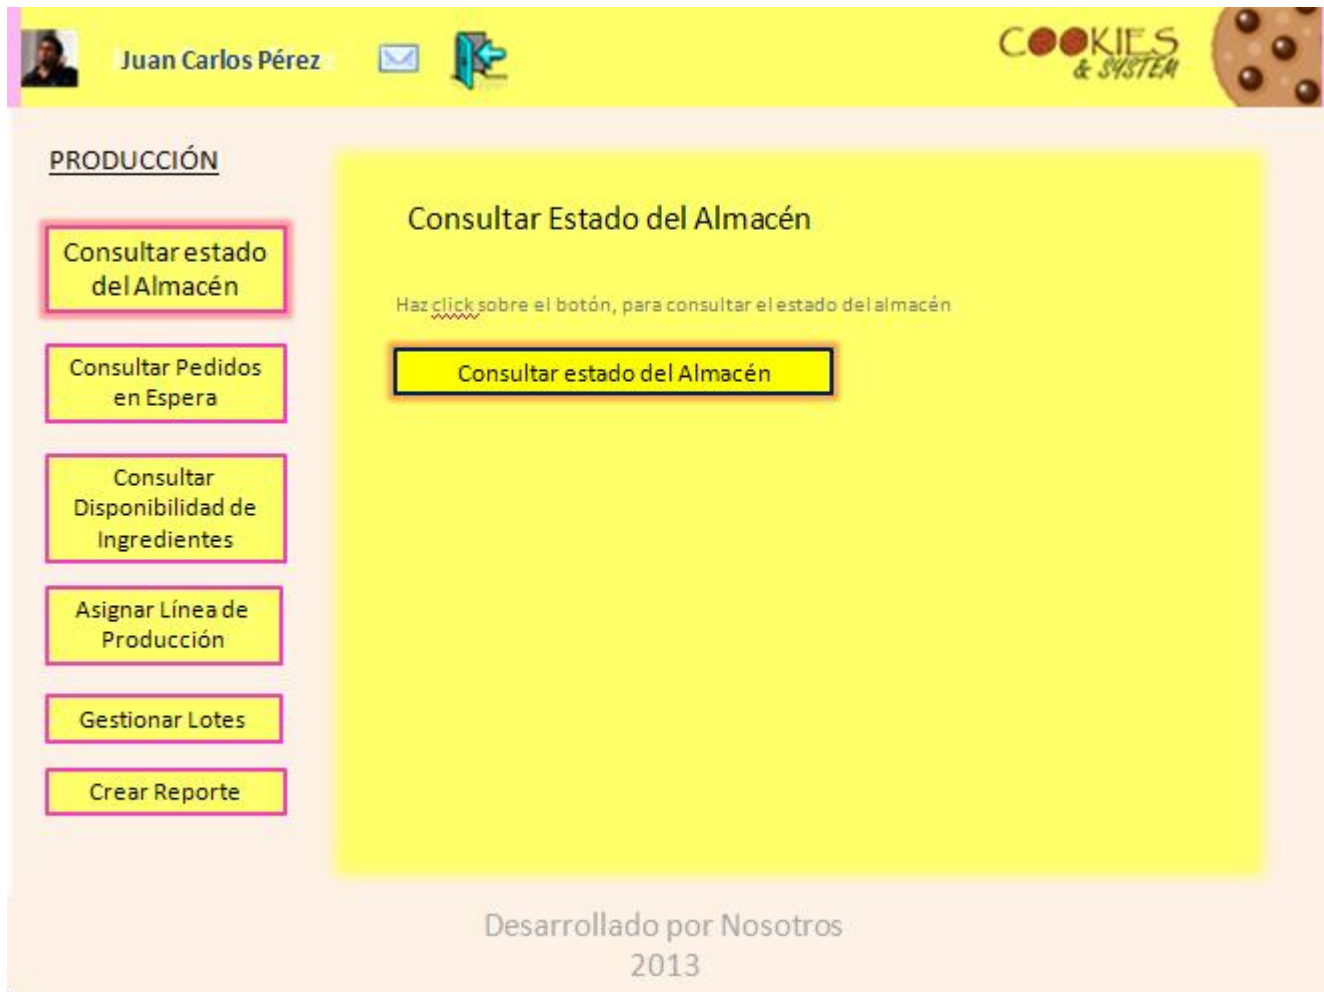 Juan Carlos Pérez
COOKIES
& SYSTEM
PRODUCCIÓN
Consultar estado
del Almacén
Consultar Pedidos
en Espera
Consultar
Disponibilidad de
Ingredientes
Asignar Línea de
Producción
Gestionar Lotes
Crear Reporte
Consultar Estado del Almacén
Haz click sobre el botón, para consultar el estado del almacén
Consultar estado del Almacén
Desarrollado por Nosotros
2013